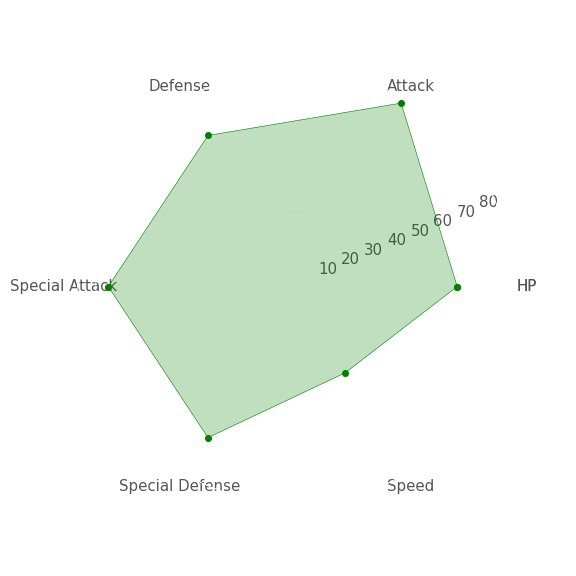 Defense
Attack
80
70
60
50
40
30
20
10
Special Attack
HP
Special Defense
Speed